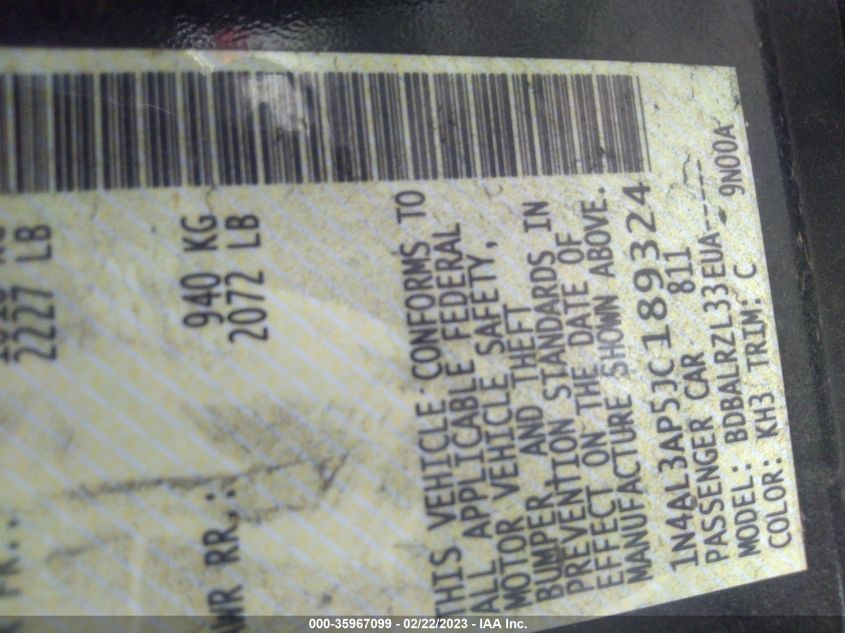 2227 LB
940 KG
2072 LB
RR.:
THIS VEHICLE CONFORMS TO
ALL APPLICABLE FEDERAL
MOTOR VEHICLE SAFETY,
BUMPER, AND THEFT
PREVENTION STANDARDS IN
EFFECT ON THE DATE OF
MANUFACTURE SHOWN ABOVE.
1N4AL3AP5JC189324
PASSENGER CAR 811
MODEL: BDBALRZL33EUA-----
COLOR: KH3 TRIM: C 9N00A
000-35967099 - 02/22/2023 - IAA Inc.